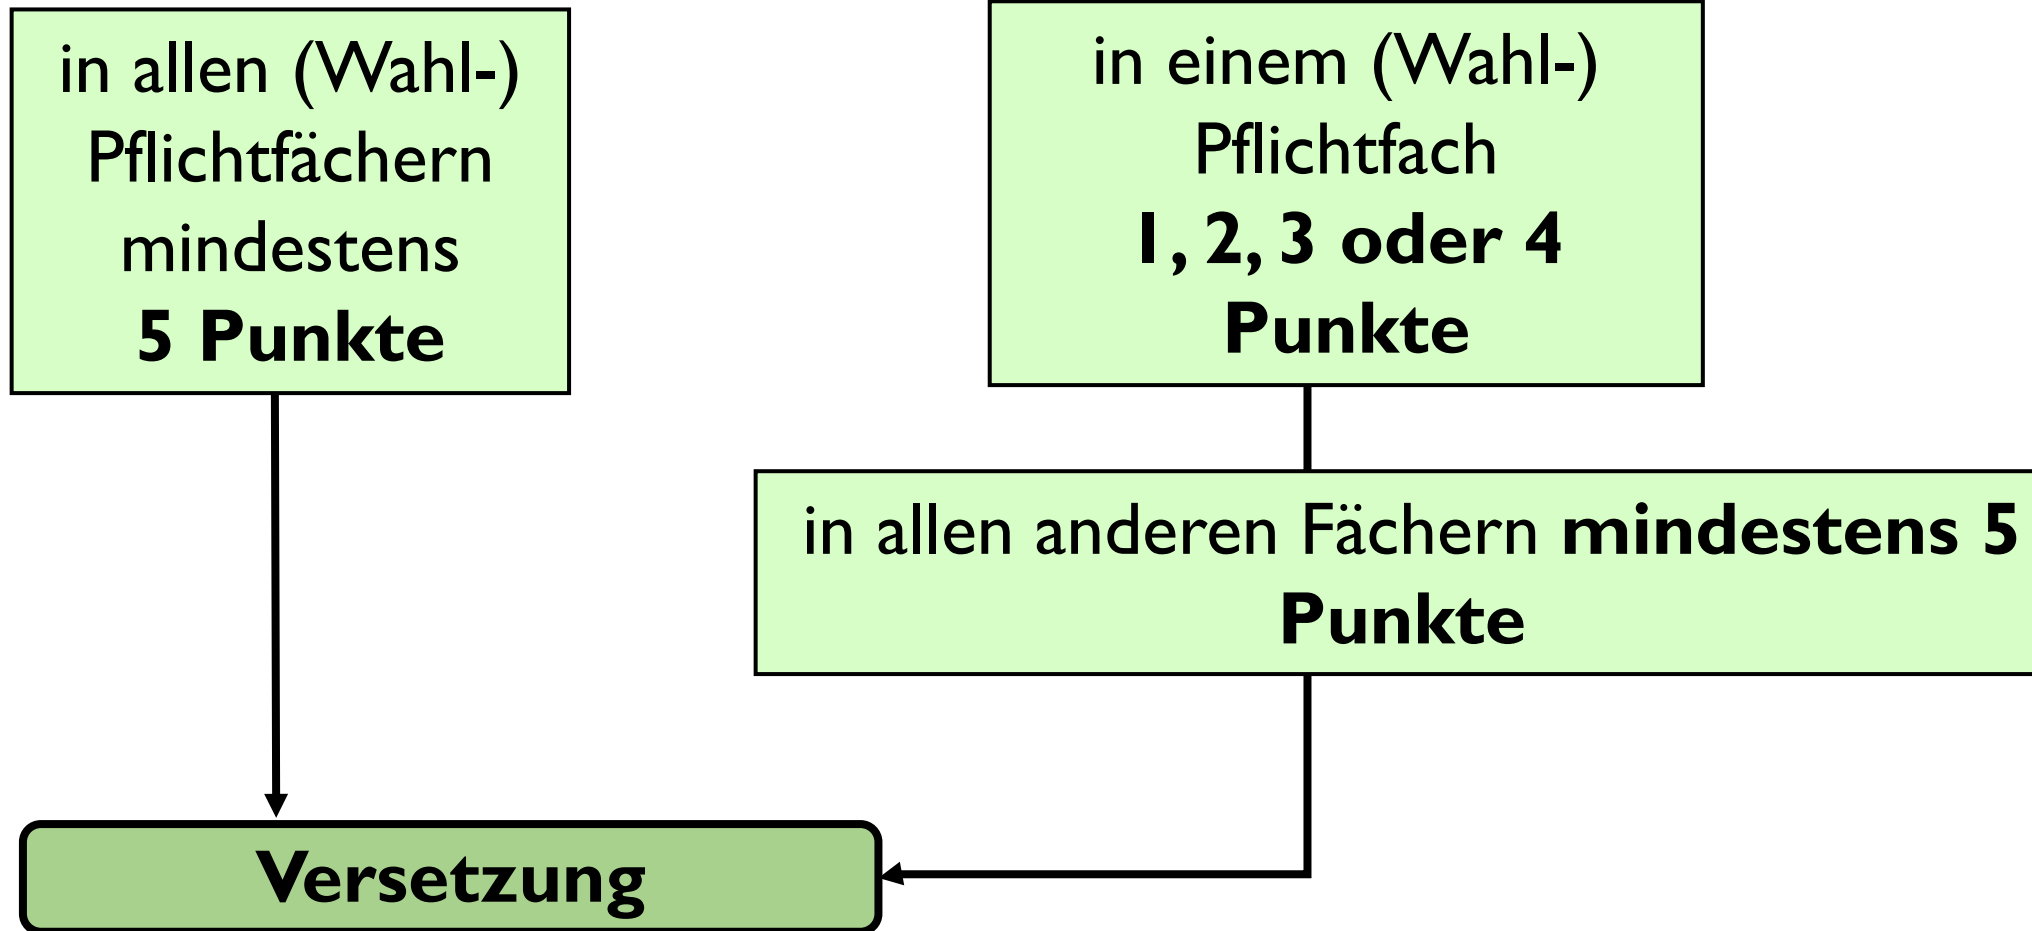 in allen (Wahl-)
Pflichtfächern
mindestens
5 Punkte
in einem (Wahl-)
Pflichtfach
1, 2, 3 oder 4
Punkte
in allen anderen Fächern mindestens 5
Punkte
Versetzung